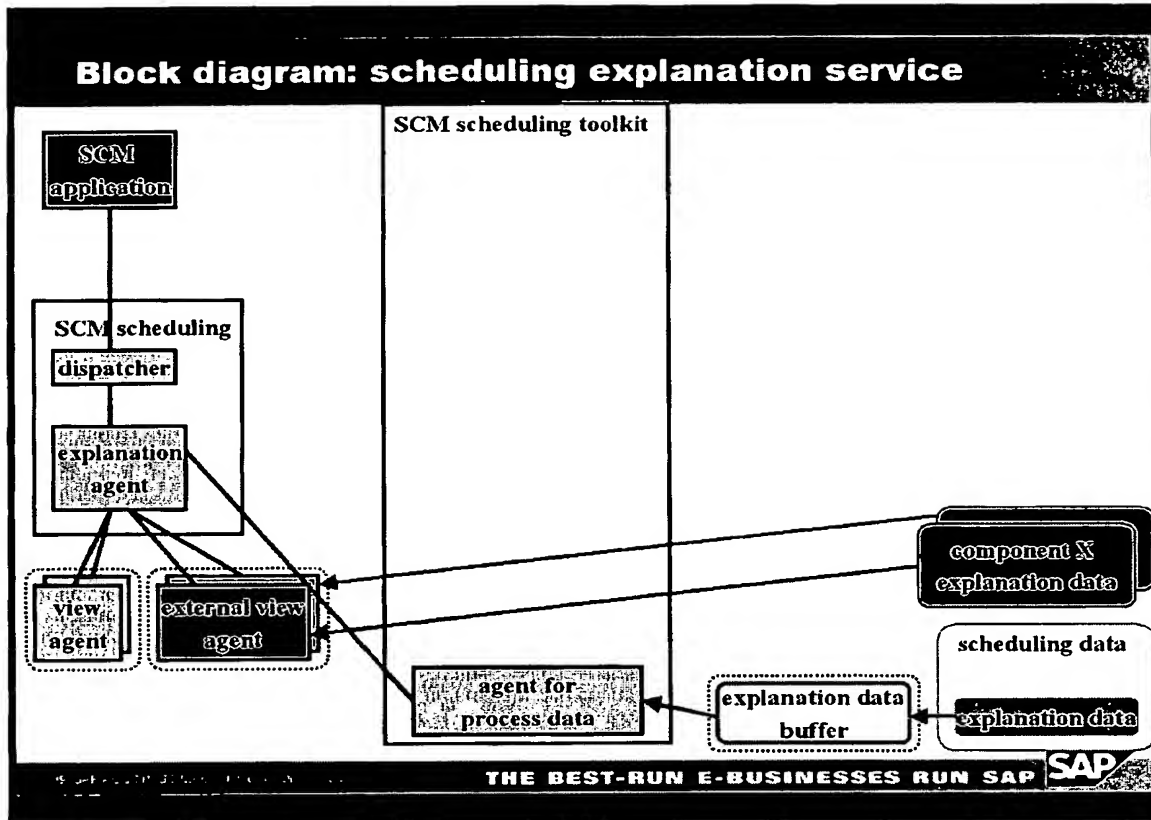 Block diagram: scheduling explanation service
SCM scheduling toolkit
SCM
application
SCM scheduling
dispatcher
explanation
agent
view
agent
external view
agent
agent for
process data
explanation data
buffer
component X
explanation data
scheduling data
explanation data
THE BEST-RUN E-BUSINESSES RUN SAP
SAP